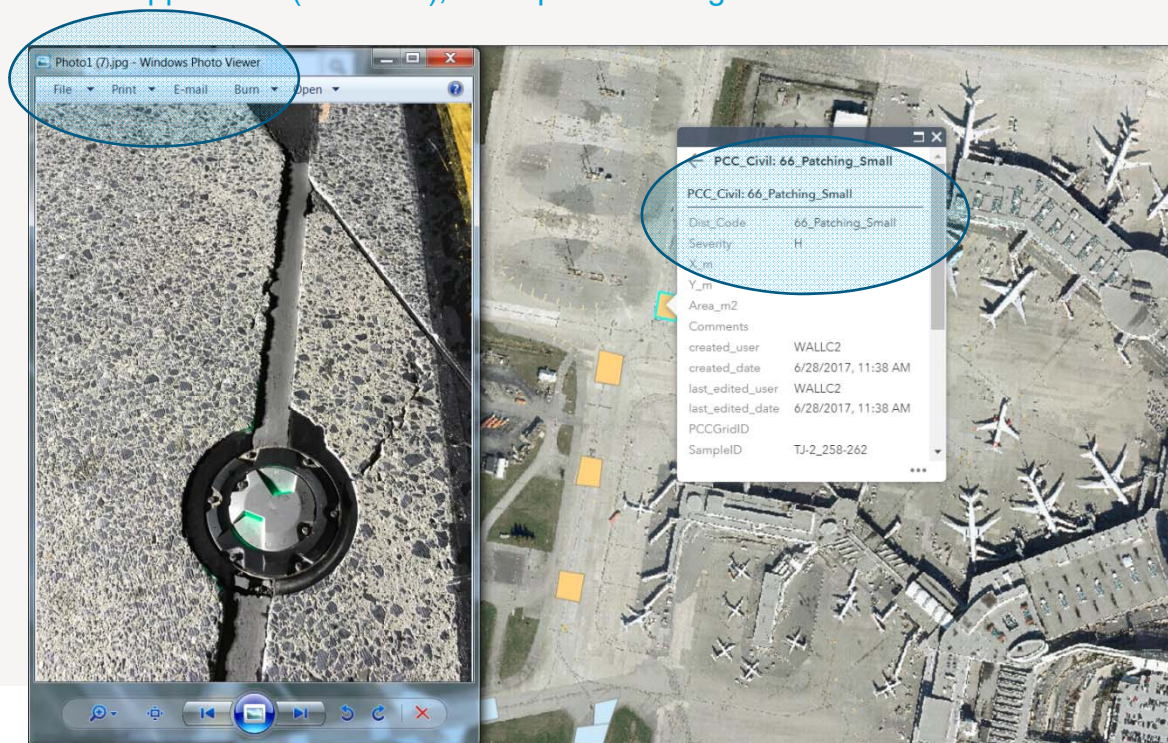 Photo1 (7).jpg - Windows Photo Viewer
File Print E-mail Burn Open
PCC_Civil: 66_Patching_Small
PCC_Civil: 66_Patching_Small
Dist_Code 66_Patching_Small
Severity H
X_m
Y_m
Area_m2
Comments
created_user WALLC2
created_date 6/28/2017, 11:38 AM
last_edited_user WALLC2
last_edited_date 6/28/2017, 11:38 AM
PCCGridID
SampleID TJ-2_258-262